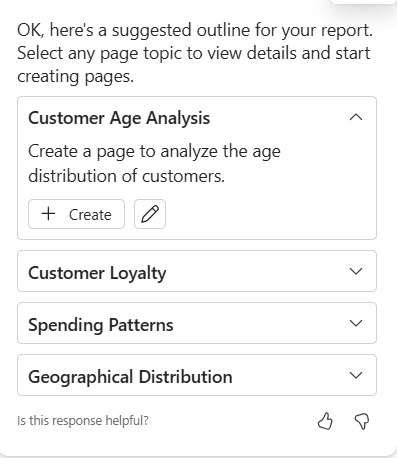 OK, here's a suggested outline for your report.
Select any page topic to view details and start
creating pages.
Customer Age Analysis
Create a page to analyze the age
distribution of customers.
Create
Customer Loyalty
Spending Patterns
Geographical Distribution
Is this response helpful?